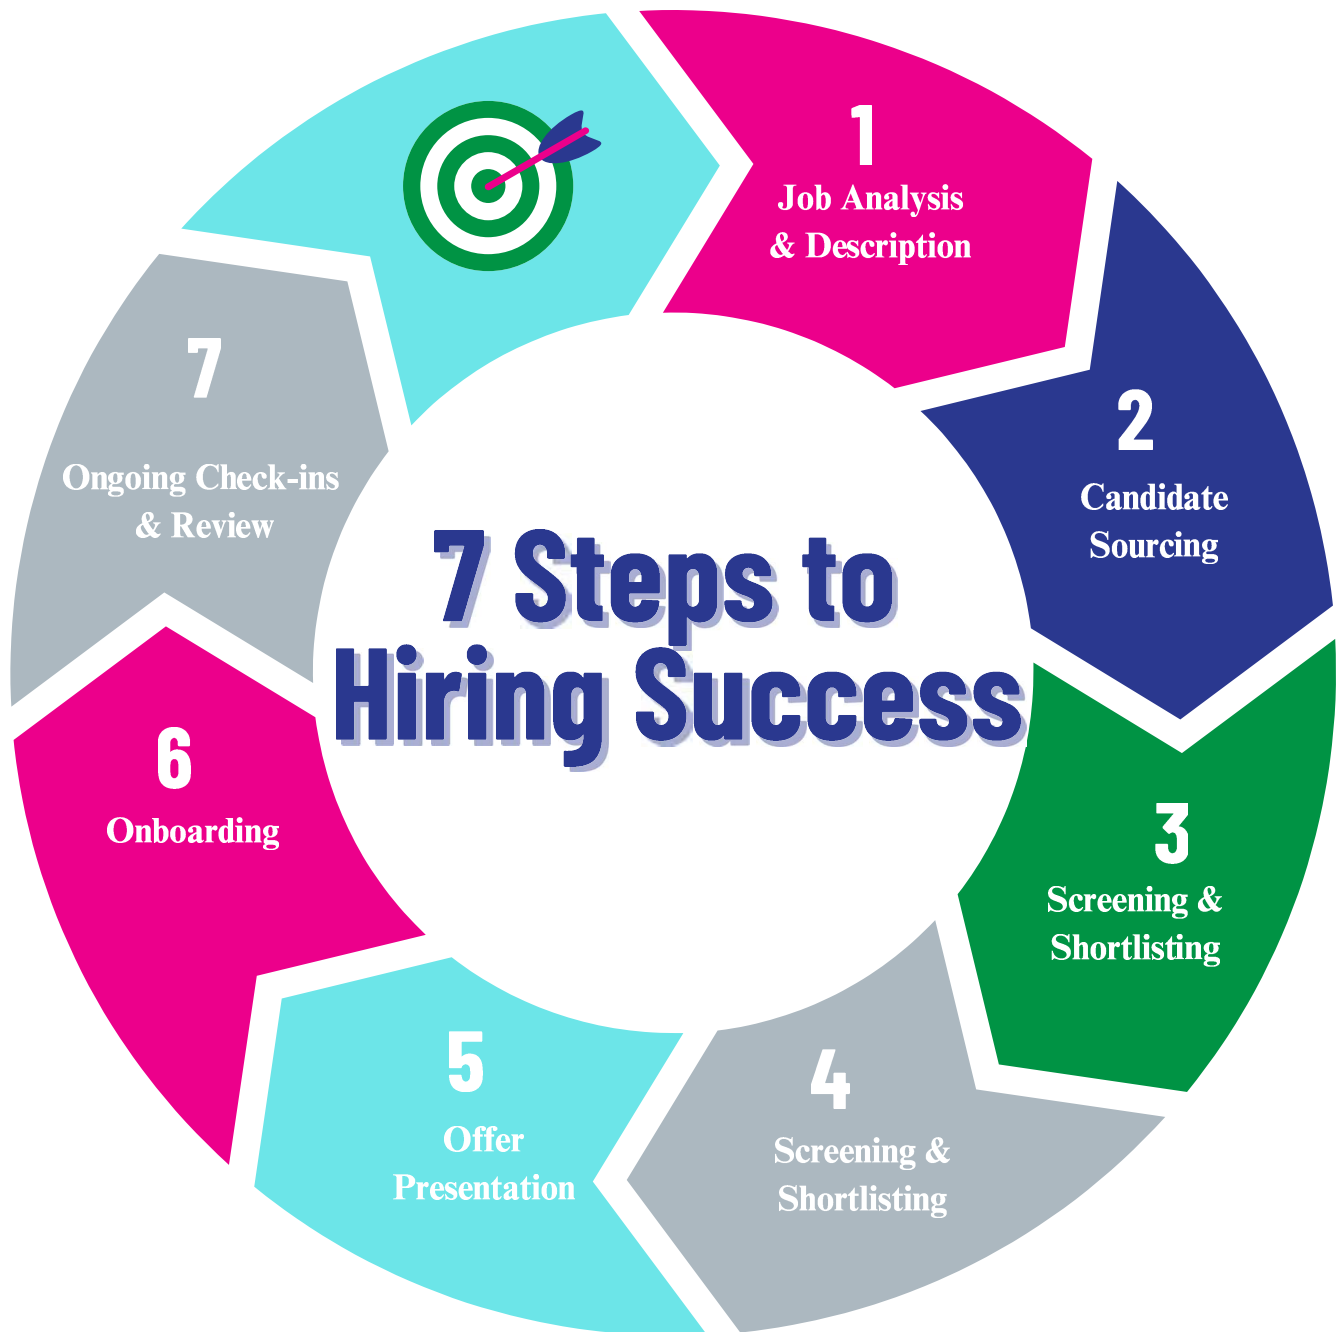 7 Steps to
Hiring Success
1
Job Analysis
& Description
2
Candidate
Sourcing
3
Screening &
Shortlisting
4
Screening &
Shortlisting
5
Offer
Presentation
6
Onboarding
7
Ongoing Check-ins
& Review